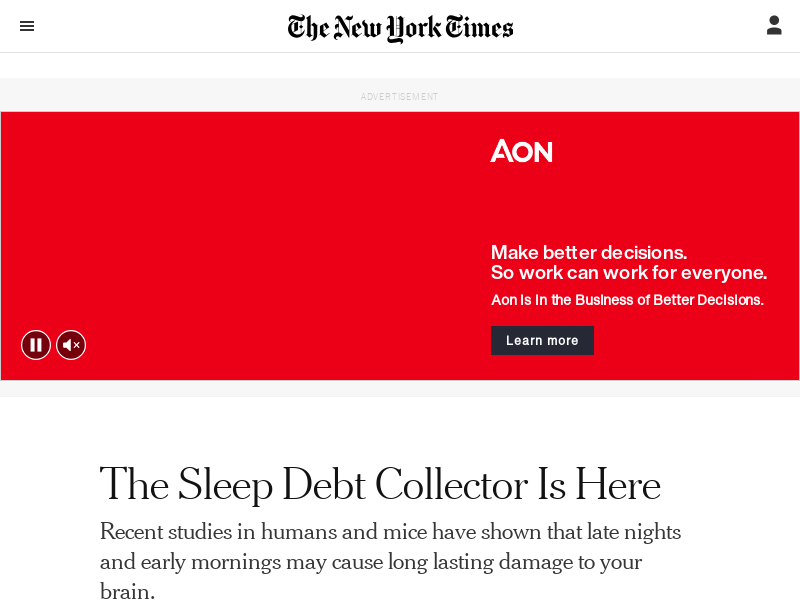 The New York Times
ADVERTISEMENT
AON
Make better decisions.
So work can work for everyone.
Aon is in the Business of Better Decisions.
Learn more
The Sleep Debt Collector Is Here
Recent studies in humans and mice have shown that late nights
and early mornings may cause long lasting damage to your
brain.